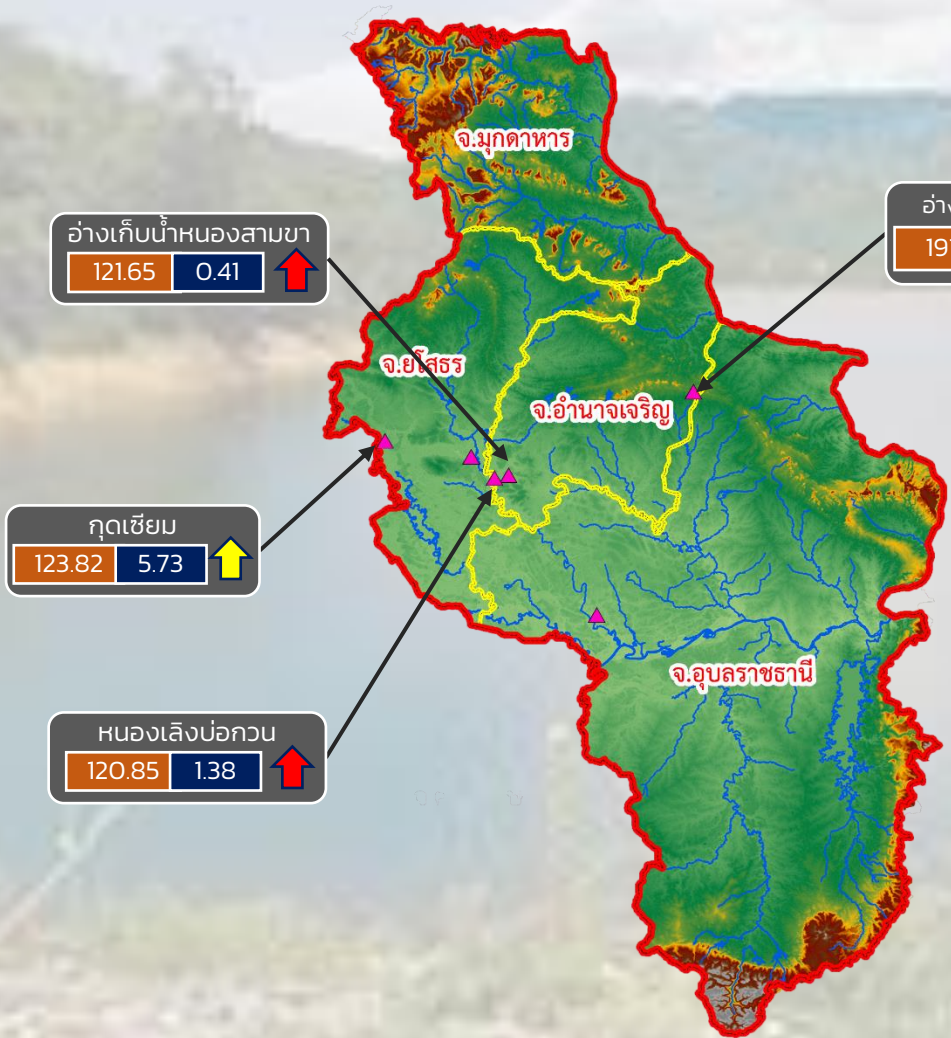 จ.มุกดาหาร
อ่างเก็บน้ำหนองสามขา
121.65 0.41
จ.ยโสธร
จ.อำนาจเจริญ
กุดเซียม
123.82 5.73
จ.อุบลราชธานี
หนองเลิงบ่อกวน
120.85 1.38